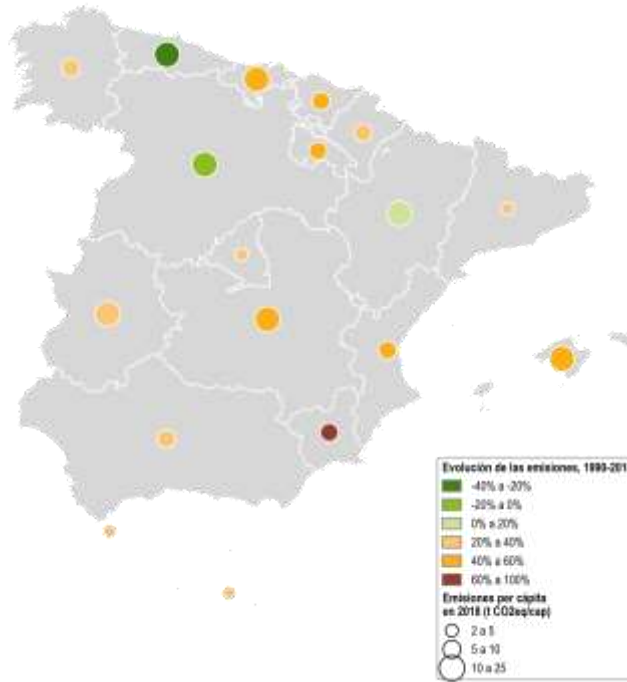 Evolución de las emisiones, 1990-201
-40% a -20%
-20% a 0%
0% a 20%
20% a 40%
40% a 60%
60% a 100%
Emisiones per cápita
en 2018 (t CO2eq/cap)
2 a 5
5 a 10
10 a 25